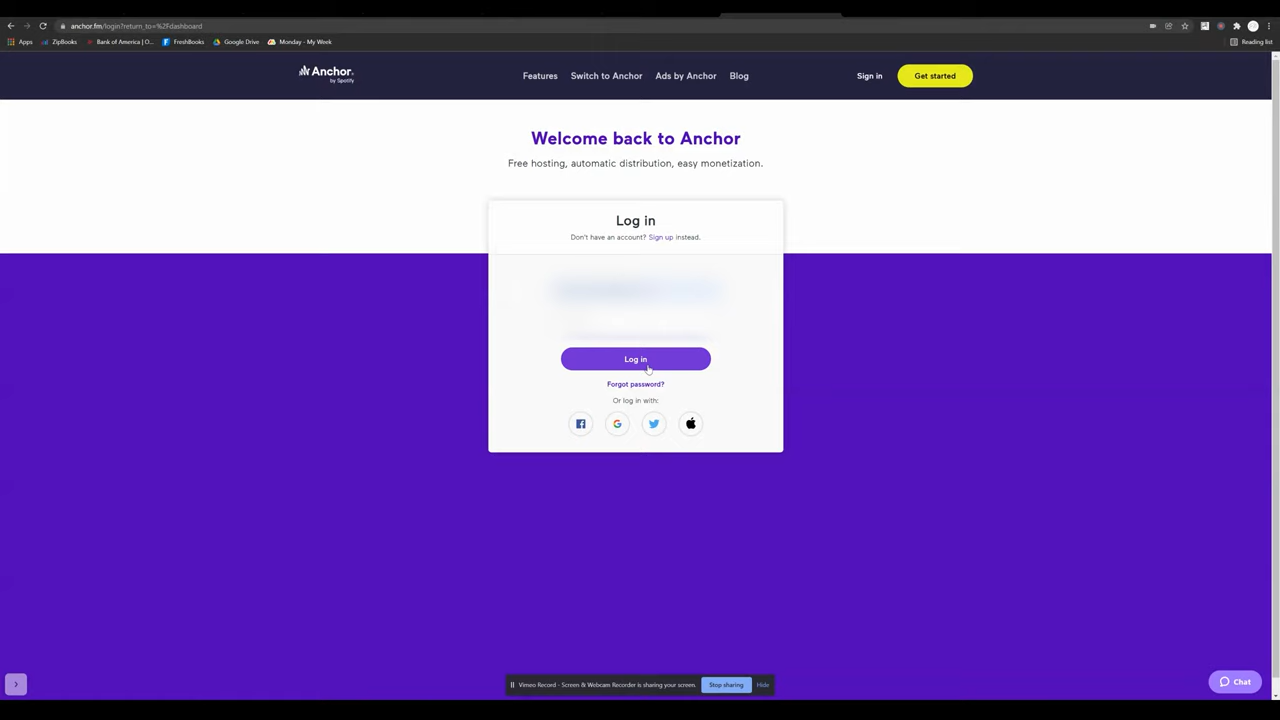 anchor.fm/login?return_to=%2Fdashboard
Apps ZipBooks Bank of America | O... FreshBooks Google Drive Monday - My Week Reading list
Anchor
by Spotify
Features Switch to Anchor Ads by Anchor Blog Sign in Get started
Welcome back to Anchor
Free hosting, automatic distribution, easy monetization.
Log in
Don't have an account? Sign up instead.
Log in
Forgot password?
Or log in with:
Vimeo Record - Screen & Webcam Recorder is sharing your screen. Stop sharing Hide
Chat